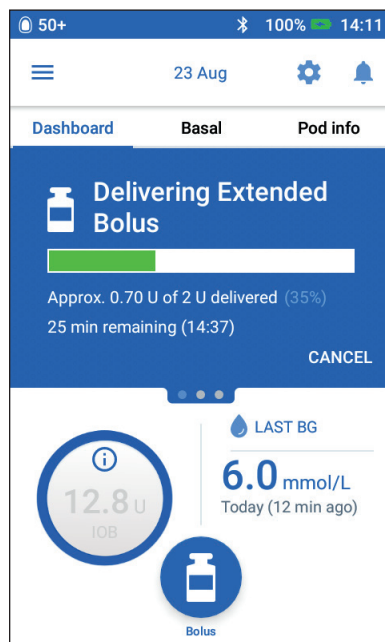 50+ 100% 14:11
23 Aug
Dashboard Basal Pod info
Delivering Extended
Bolus
Approx. 0.70 U of 2 U delivered (35%)
25 min remaining (14:37)
CANCEL
LAST BG
6.0 mmol/L
Today (12 min ago)
12.8 U
IOB
Bolus